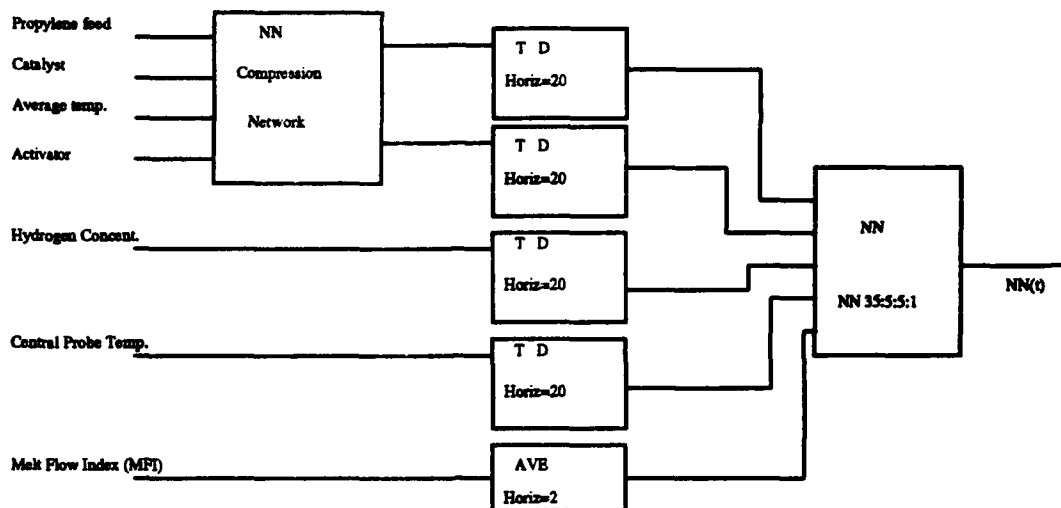 Propylene feed
Catalyst
Average temp.
Activator
NN
Compression
Network
T D
Horiz=20
T D
Horiz=20
Hydrogen Concent.
T D
Horiz=20
Central Probe Temp.
T D
Horiz=20
Melt Flow Index (MFI)
AVE
Horiz=2
NN
NN 35:5:5:1
NN(t)